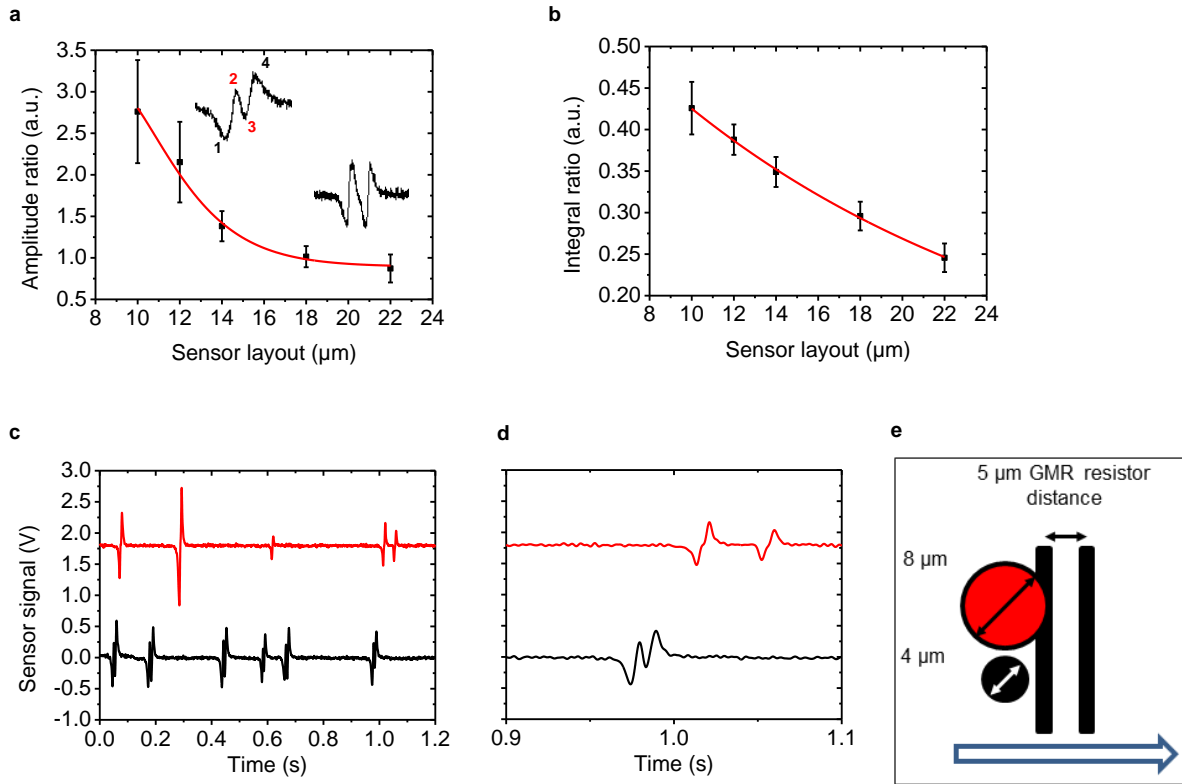 a
3.5
3.0
2.5
2.0
1.5
1.0
0.5
8 10 12 14 16 18 20 22 24
Amplitude ratio (a.u.)
Sensor layout (µm)
1
2
3
4
b
0.50
0.45
0.40
0.35
0.30
0.25
0.20
8 10 12 14 16 18 20 22 24
Integral ratio (a.u.)
Sensor layout (µm)
c
3.0
2.5
2.0
1.5
1.0
0.5
0.0
-0.5
-1.0
0.0 0.2 0.4 0.6 0.8 1.0 1.2
Sensor signal (V)
Time (s)
d
0.9 1.0 1.1
Time (s)
e
5 µm GMR resistor
distance
8 µm
4 µm